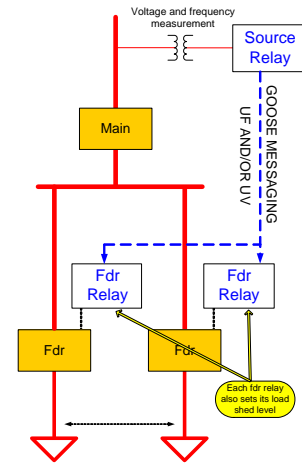 Voltage and frequency
measurement
Source
Relay
Main
GOOSE MESSAGING
UF AND/OR UV
Fdr
Relay
Fdr
Relay
Fdr
Fdr
Each fdr relay
also sets its load
shed level